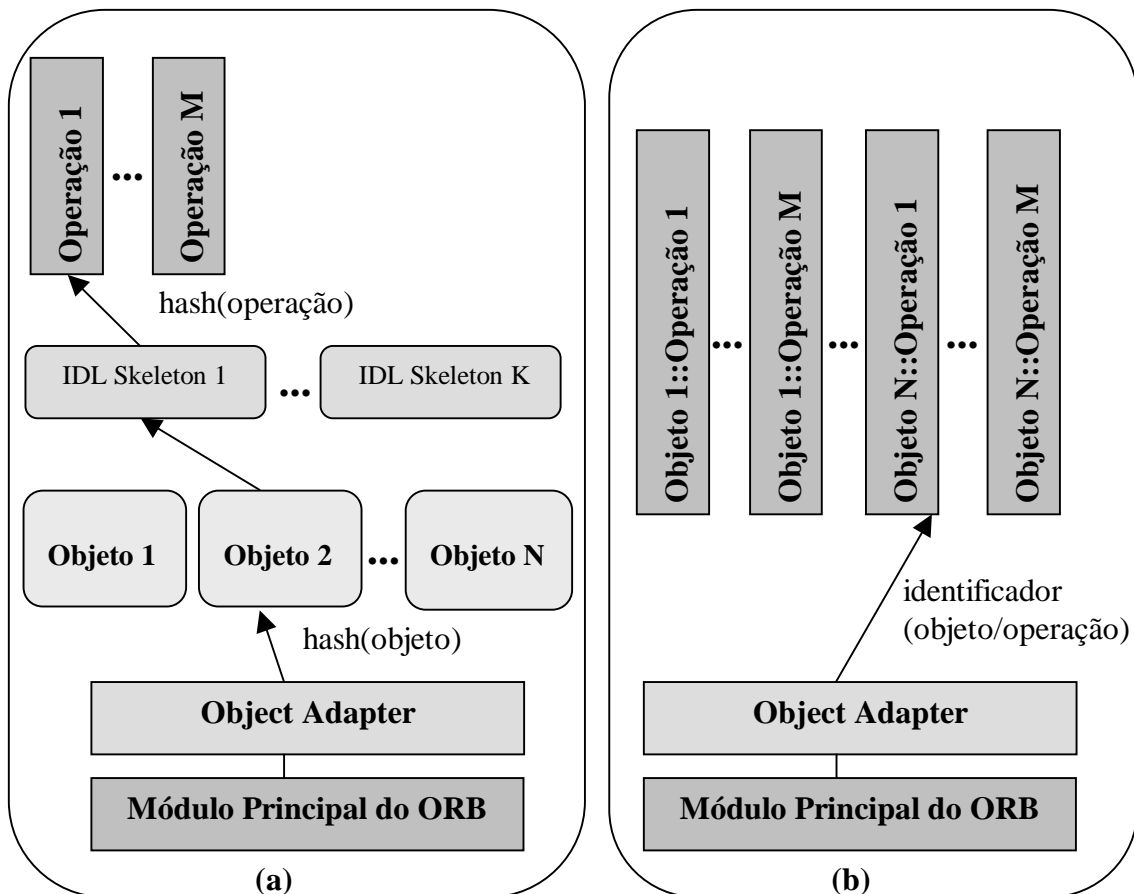 Operação 1
...
Operação M
hash(operação)
IDL Skeleton 1
...
IDL Skeleton K
Objeto 1
Objeto 2
...
Objeto N
hash(objeto)
Object Adapter
Módulo Principal do ORB
(a)
Objeto 1::Operação 1
...
Objeto 1::Operação M
...
Objeto N::Operação 1
...
Objeto N::Operação M
identificador
(objeto/operação)
Object Adapter
Módulo Principal do ORB
(b)